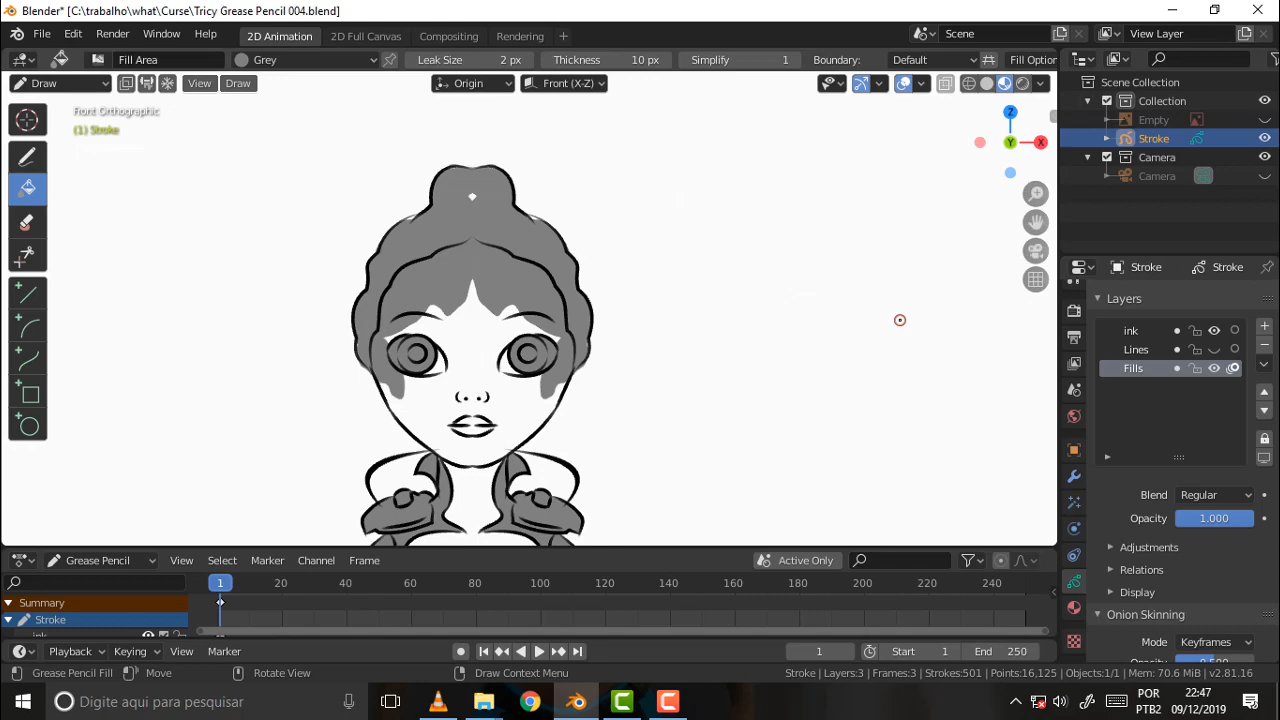 Blender* [C:\trabalho\what\Curse\Tricy Grease Pencil 004.blend]
File Edit Render Window Help 2D Animation 2D Full Canvas Compositing Rendering Scene View Layer
Fill Area Grey Leak Size 2 px Thickness 10 px Simplify 1 Boundary: Default Fill Option
Draw View Draw Origin Front (X-Z)
Scene Collection
Front Orthographic
(1) Stroke
Collection
Empty
Stroke
Camera
Camera
Z
Y
X
Stroke Stroke
Layers
ink
Lines
Fills
Blend Regular
Opacity 1.000
Adjustments
Relations
Display
Onion Skinning
Mode Keyframes
Grease Pencil View Select Marker Channel Frame Active Only
1 20 40 60 80 100 120 140 160 180 200 220 240
Summary
Stroke
Playback Keying View Marker 1 Start 1 End 250
Grease Pencil Fill Move Rotate View Draw Context Menu Stroke | Layers:3 | Frames:3 | Strokes:501 | Points:16,125 | Objects:1/1 | Mem: 70.6 MiB | v2.81.16
Digite aqui para pesquisar
POR
PTB2
22:47
09/12/2019